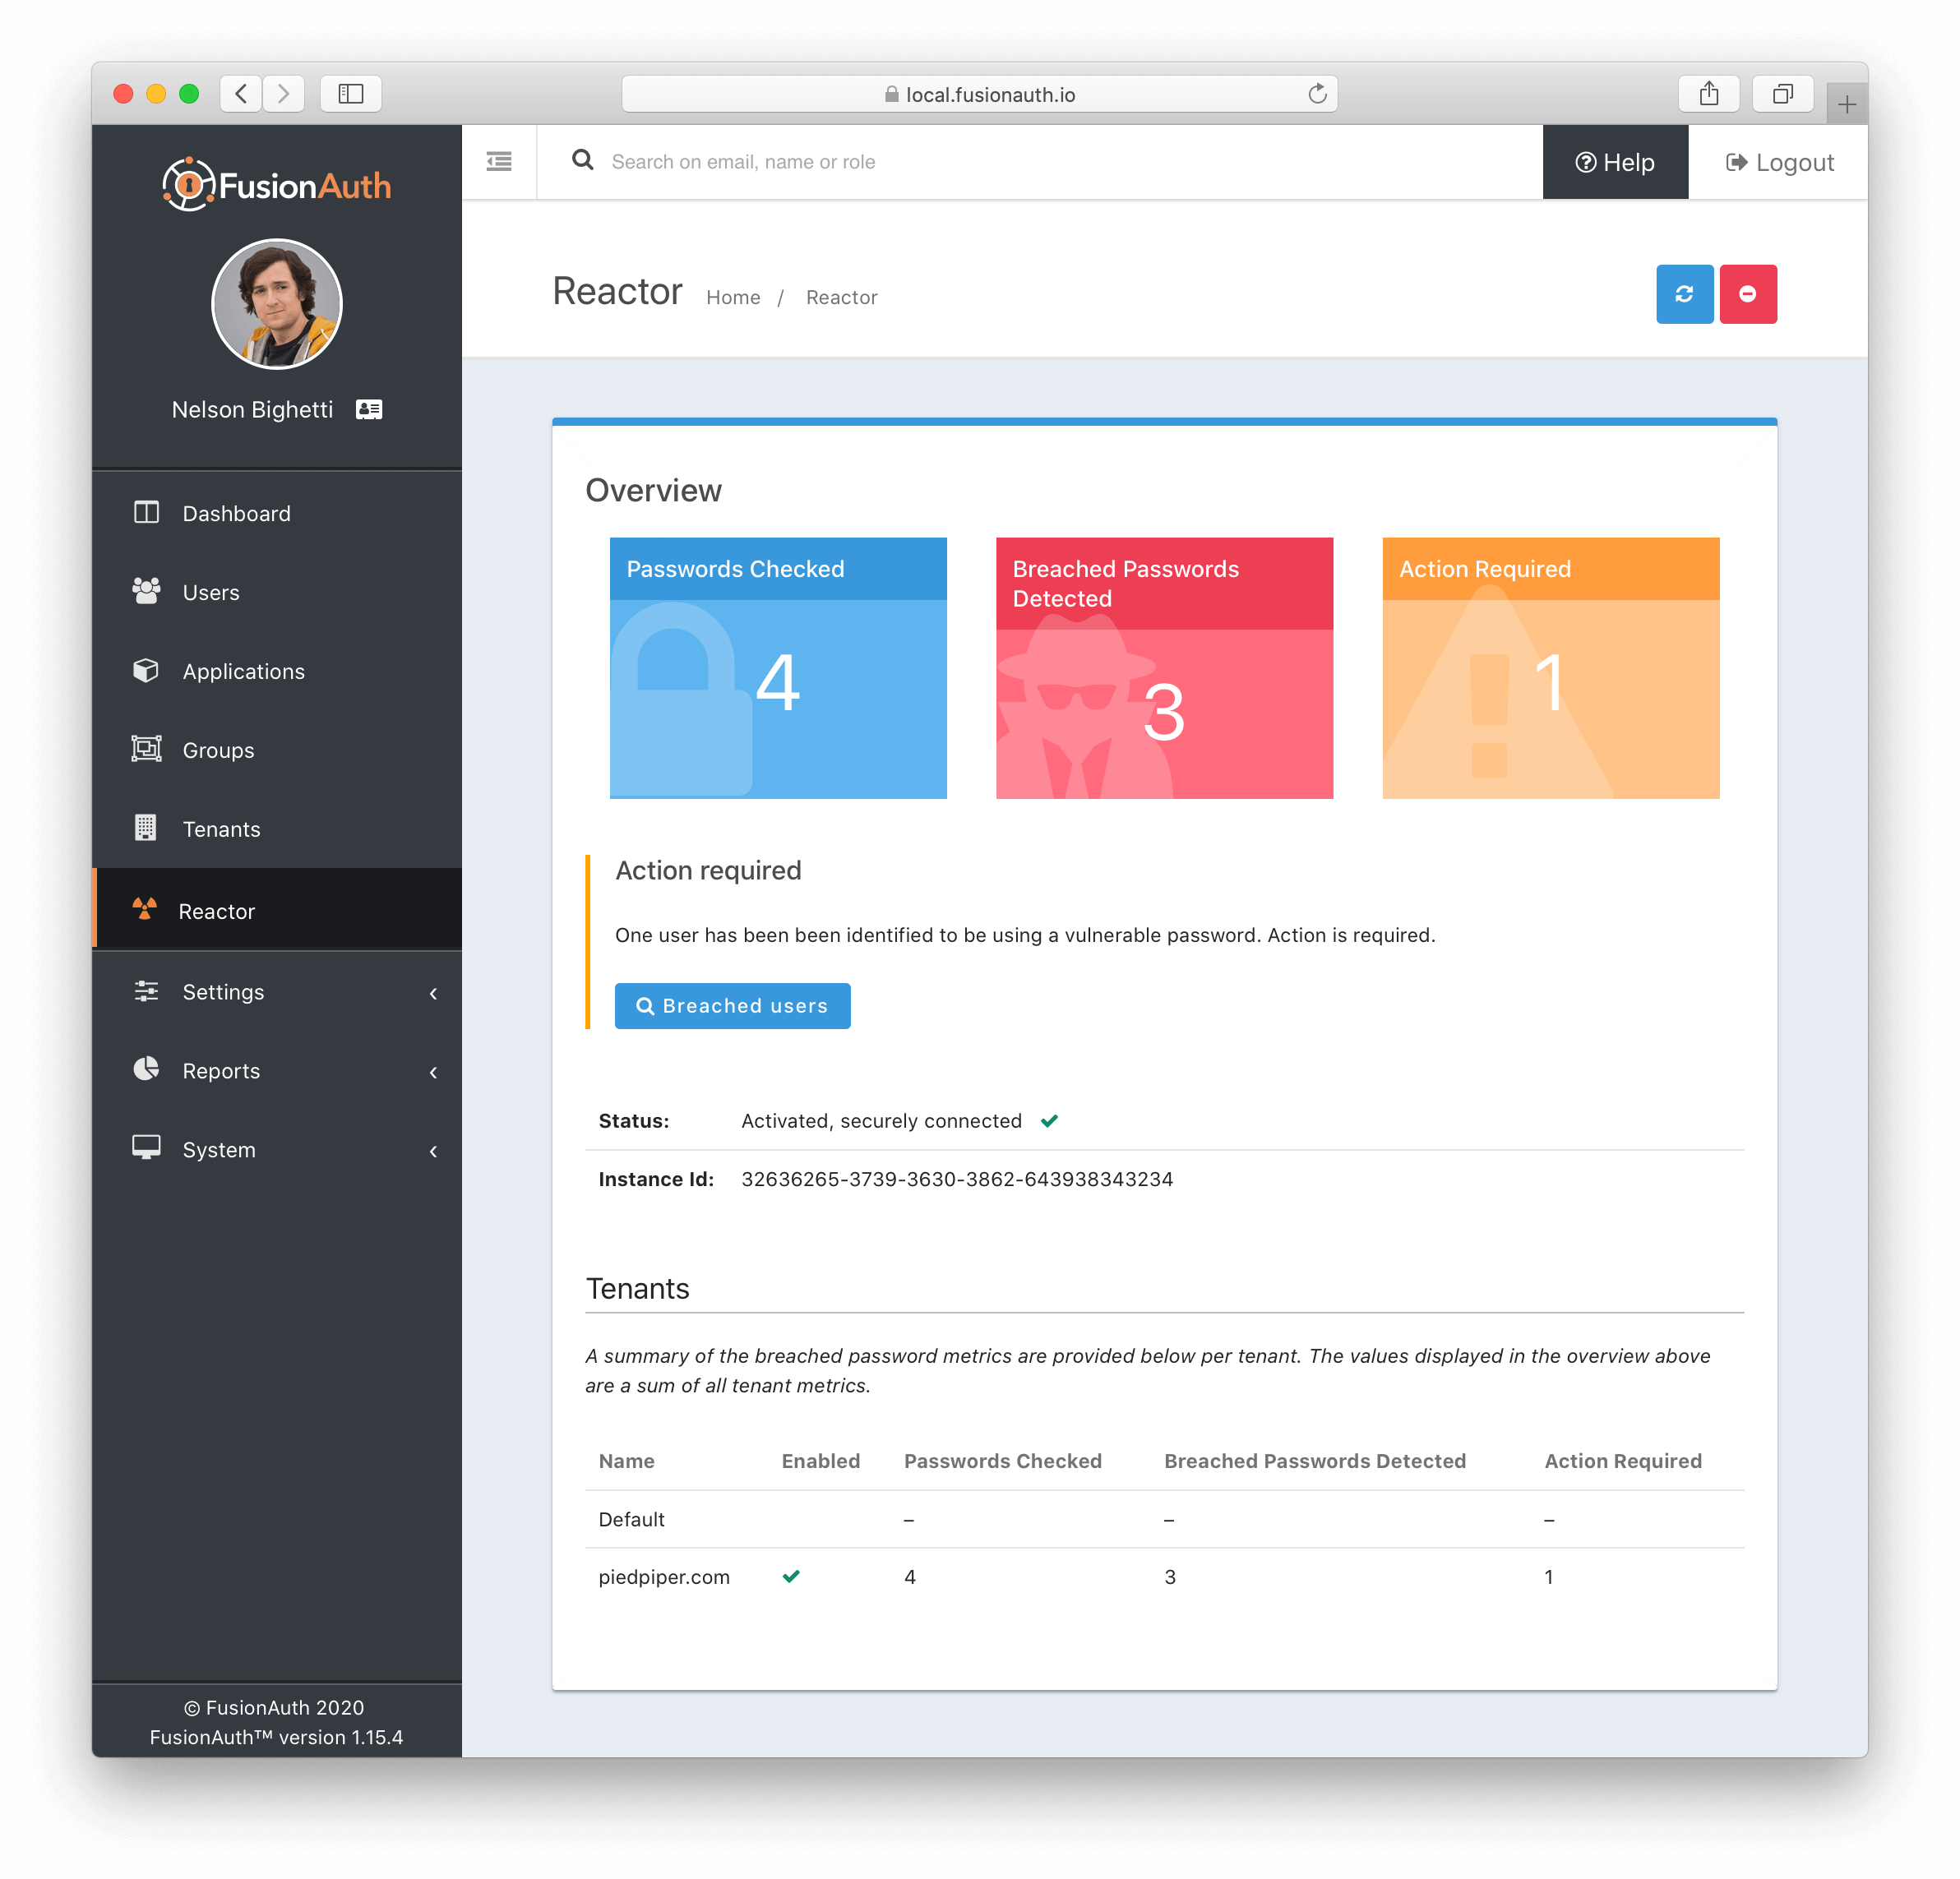 local.fusionauth.io
FusionAuth
Search on email, name or role
Help
Logout
Nelson Bighetti
Dashboard
Users
Applications
Groups
Tenants
Reactor
Settings
Reports
System
© FusionAuth 2020
FusionAuth™ version 1.15.4
Reactor
Home / Reactor
Overview
Passwords Checked
4
Breached Passwords
Detected
3
Action Required
1
Action required
One user has been been identified to be using a vulnerable password. Action is required.
Breached users
Status: Activated, securely connected
Instance Id: 32636265-3739-3630-3862-643938343234
Tenants
A summary of the breached password metrics are provided below per tenant. The values displayed in the overview above
are a sum of all tenant metrics.
Name Enabled Passwords Checked Breached Passwords Detected Action Required
Default – – –
piedpiper.com 4 3 1